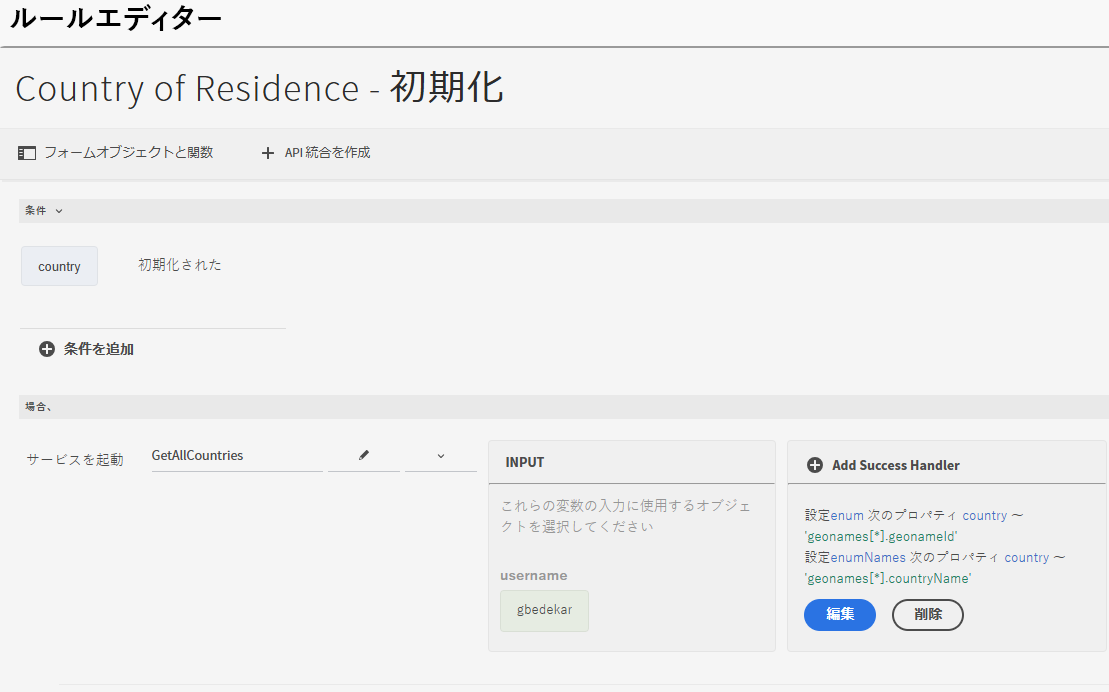 ルールエディター
Country of Residence - 初期化
フォームオブジェクトと関数
API 統合を作成
条件
country
初期化された
条件を追加
場合、
サービスを起動
GetAllCountries
INPUT
これらの変数の入力に使用するオブジェ
クトを選択してください
username
gbedekar
Add Success Handler
設定enum 次のプロパティ country ～
'geonames[*].geonameId'
設定enumNames 次のプロパティ country ～
'geonames[*].countryName'
編集
削除